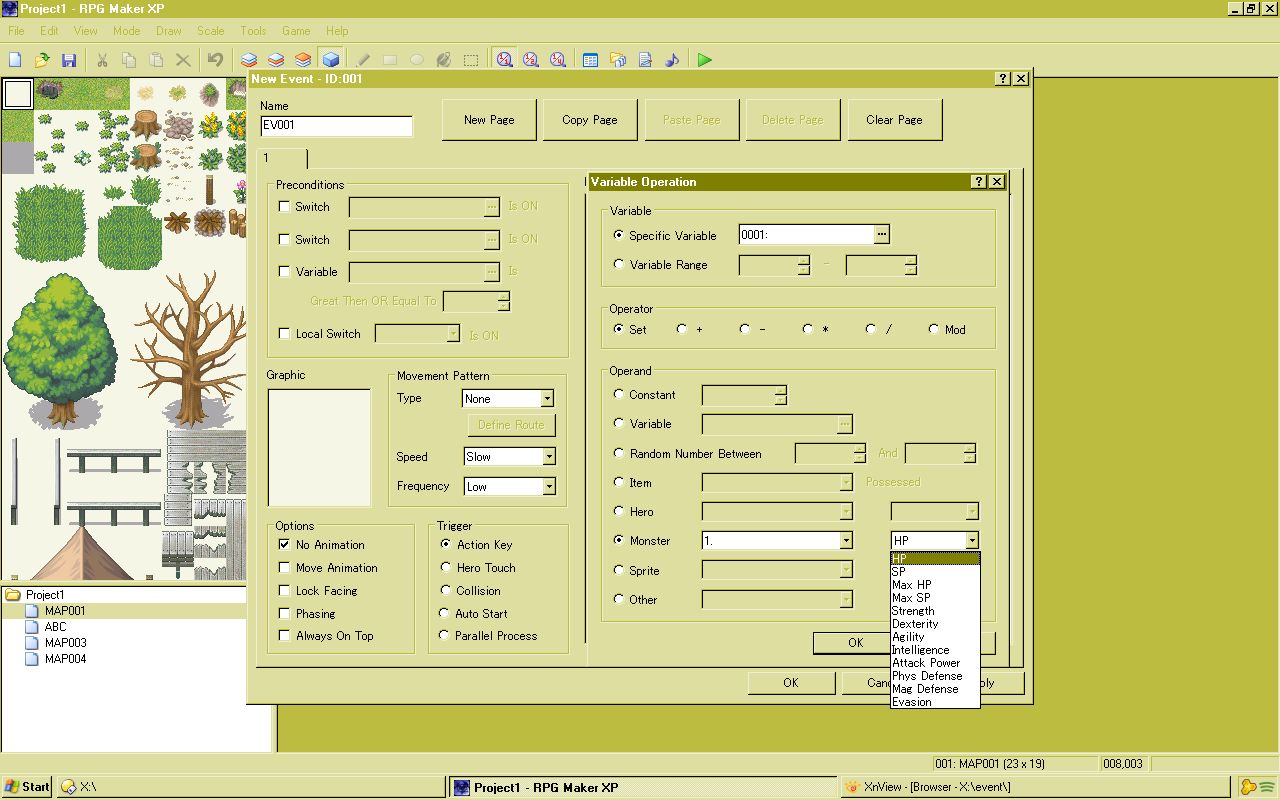 Project1 - RPG Maker XP
File Edit View Mode Draw Scale Tools Game Help
New Event - ID:001
Name
EV001
New Page Copy Page Paste Page Delete Page Clear Page
1
Preconditions
Switch Is ON
Switch Is ON
Variable Is
Great Then OR Equal To
Local Switch Is ON
Graphic
Movement Pattern
Type None
Define Route
Speed Slow
Frequency Low
Options
No Animation
Move Animation
Lock Facing
Phasing
Always On Top
Trigger
Action Key
Hero Touch
Collision
Auto Start
Parallel Process
Variable Operation
Variable
Specific Variable 0001:
Variable Range -
Operator
Set + - * / Mod
Operand
Constant
Variable
Random Number Between And
Item Possessed
Hero
Monster 1. HP
Sprite
Other
HP
SP
Max HP
Max SP
Strength
Dexterity
Agility
Intelligence
Attack Power
Phys Defense
Mag Defense
Evasion
OK
OK
Project1
MAP001
ABC
MAP003
MAP004
001: MAP001 (23 x 19) 008,003
Start X:\ Project1 - RPG Maker XP XnView - [Browser - X:\event\]